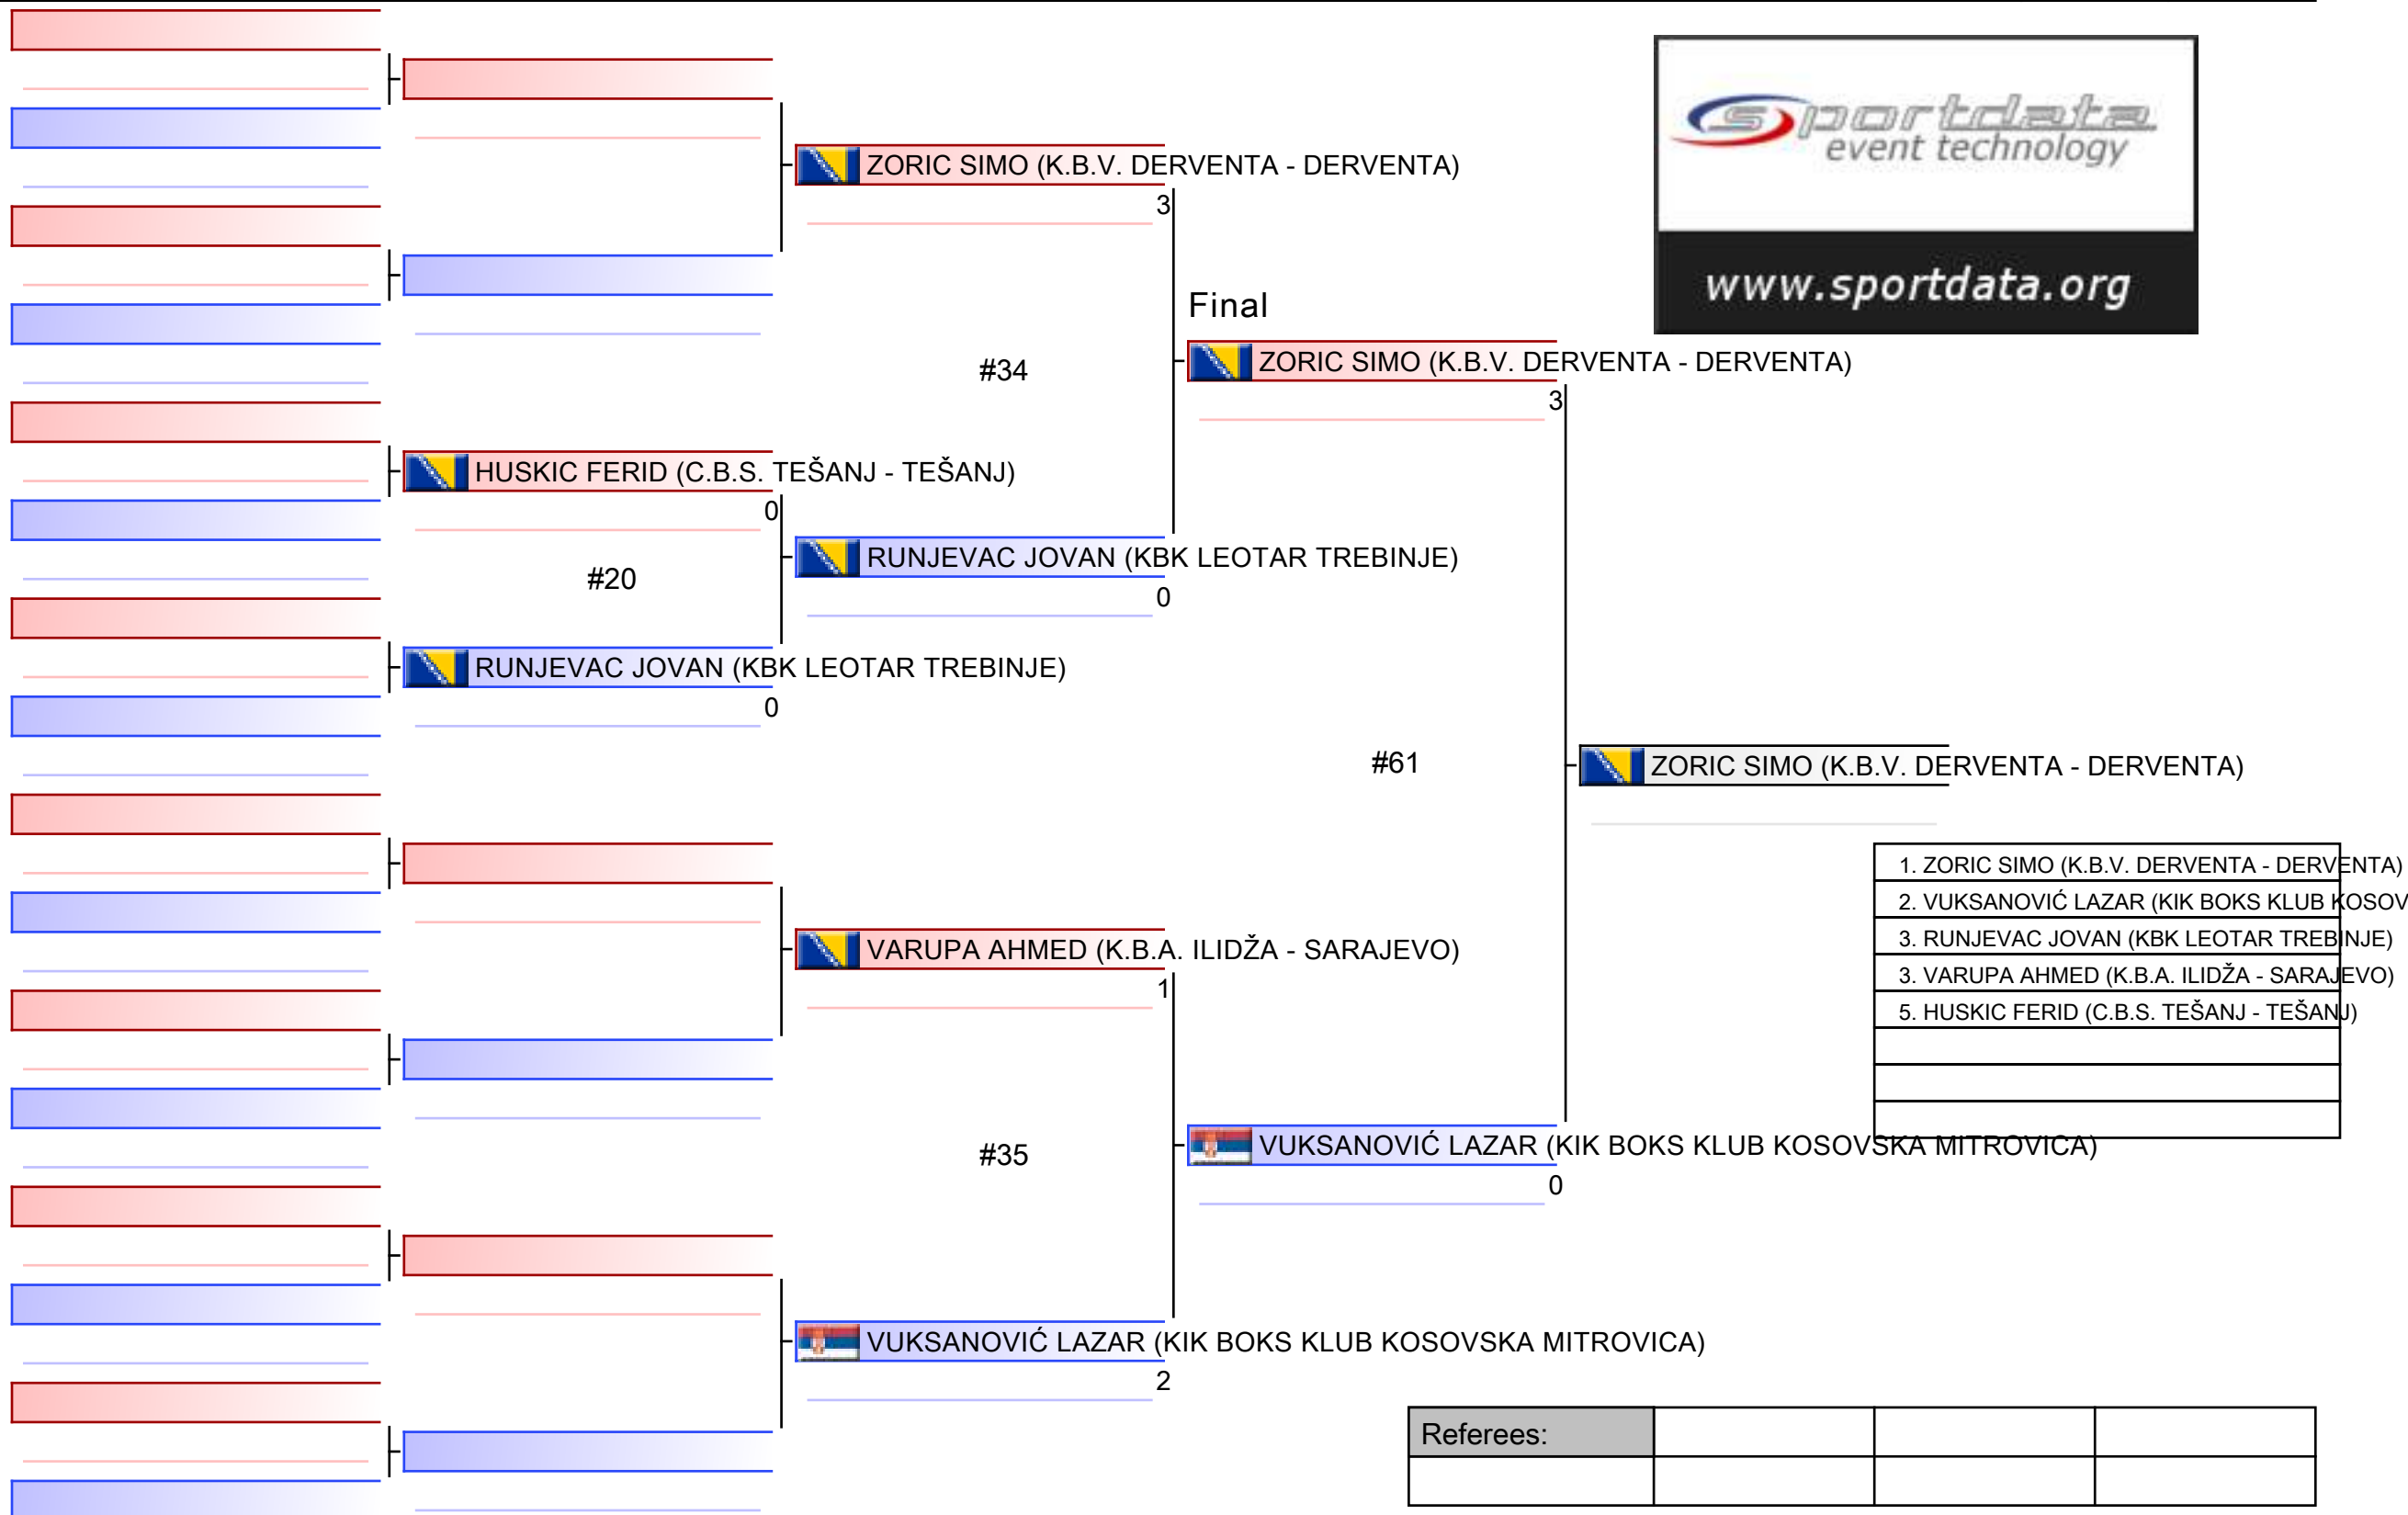 sportdata
event technology
www.sportdata.org
ZORIC SIMO (K.B.V. DERVENTA - DERVENTA)
3
Final
#34
ZORIC SIMO (K.B.V. DERVENTA - DERVENTA)
3
HUSKIC FERID (C.B.S. TEŠANJ - TEŠANJ)
0
#20
RUNJEVAC JOVAN (KBK LEOTAR TREBINJE)
0
RUNJEVAC JOVAN (KBK LEOTAR TREBINJE)
0
#61
ZORIC SIMO (K.B.V. DERVENTA - DERVENTA)
1. ZORIC SIMO (K.B.V. DERVENTA - DERVENTA)
2. VUKSANOVIĆ LAZAR (KIK BOKS KLUB KOSOV
3. RUNJEVAC JOVAN (KBK LEOTAR TREBINJE)
3. VARUPA AHMED (K.B.A. ILIDŽA - SARAJEVO)
5. HUSKIC FERID (C.B.S. TEŠANJ - TEŠANJ)
VARUPA AHMED (K.B.A. ILIDŽA - SARAJEVO)
1
#35
VUKSANOVIĆ LAZAR (KIK BOKS KLUB KOSOVSKA MITROVICA)
0
VUKSANOVIĆ LAZAR (KIK BOKS KLUB KOSOVSKA MITROVICA)
2
Referees: